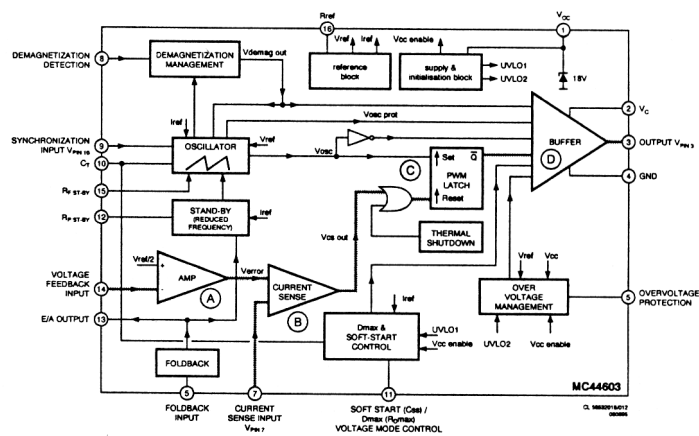 Rref
16
Vref Iref
reference
block
Vcc enable
supply &
initialisation block
UVLO1
UVLO2
VCC
1
18V
DEMAGNETIZATION
DETECTION
8
DEMAGNETIZATION
MANAGEMENT
Vdemag out
Iref
Vosc prot
2
VC
SYNCHRONIZATION
INPUT VPIN 16
9
OSCILLATOR
Vref
BUFFER
D
3
OUTPUT VPIN 3
CT
10
Vosc
C
Set Q
PWM
LATCH
Reset
4
GND
RF ST-BY
15
RP ST-BY
12
STAND-BY
(REDUCED
FREQUENCY)
Iref
THERMAL
SHUTDOWN
Vcs out
Vref/2
+
-
AMP
A
Verror
CURRENT
SENSE
B
VOLTAGE
FEEDBACK
INPUT
14
Vref
Vcc
OVER
VOLTAGE
MANAGEMENT
5
OVERVOLTAGE
PROTECTION
UVLO2
Vcc enable
E/A OUTPUT
13
Iref
Dmax &
SOFT-START
CONTROL
UVLO1
Vcc enable
FOLDBACK
MC44603
5
FOLDBACK
INPUT
7
CURRENT
SENSE INPUT
VPIN 7
11
SOFT START (Css) /
Dmax (RDmax)
VOLTAGE MODE CONTROL